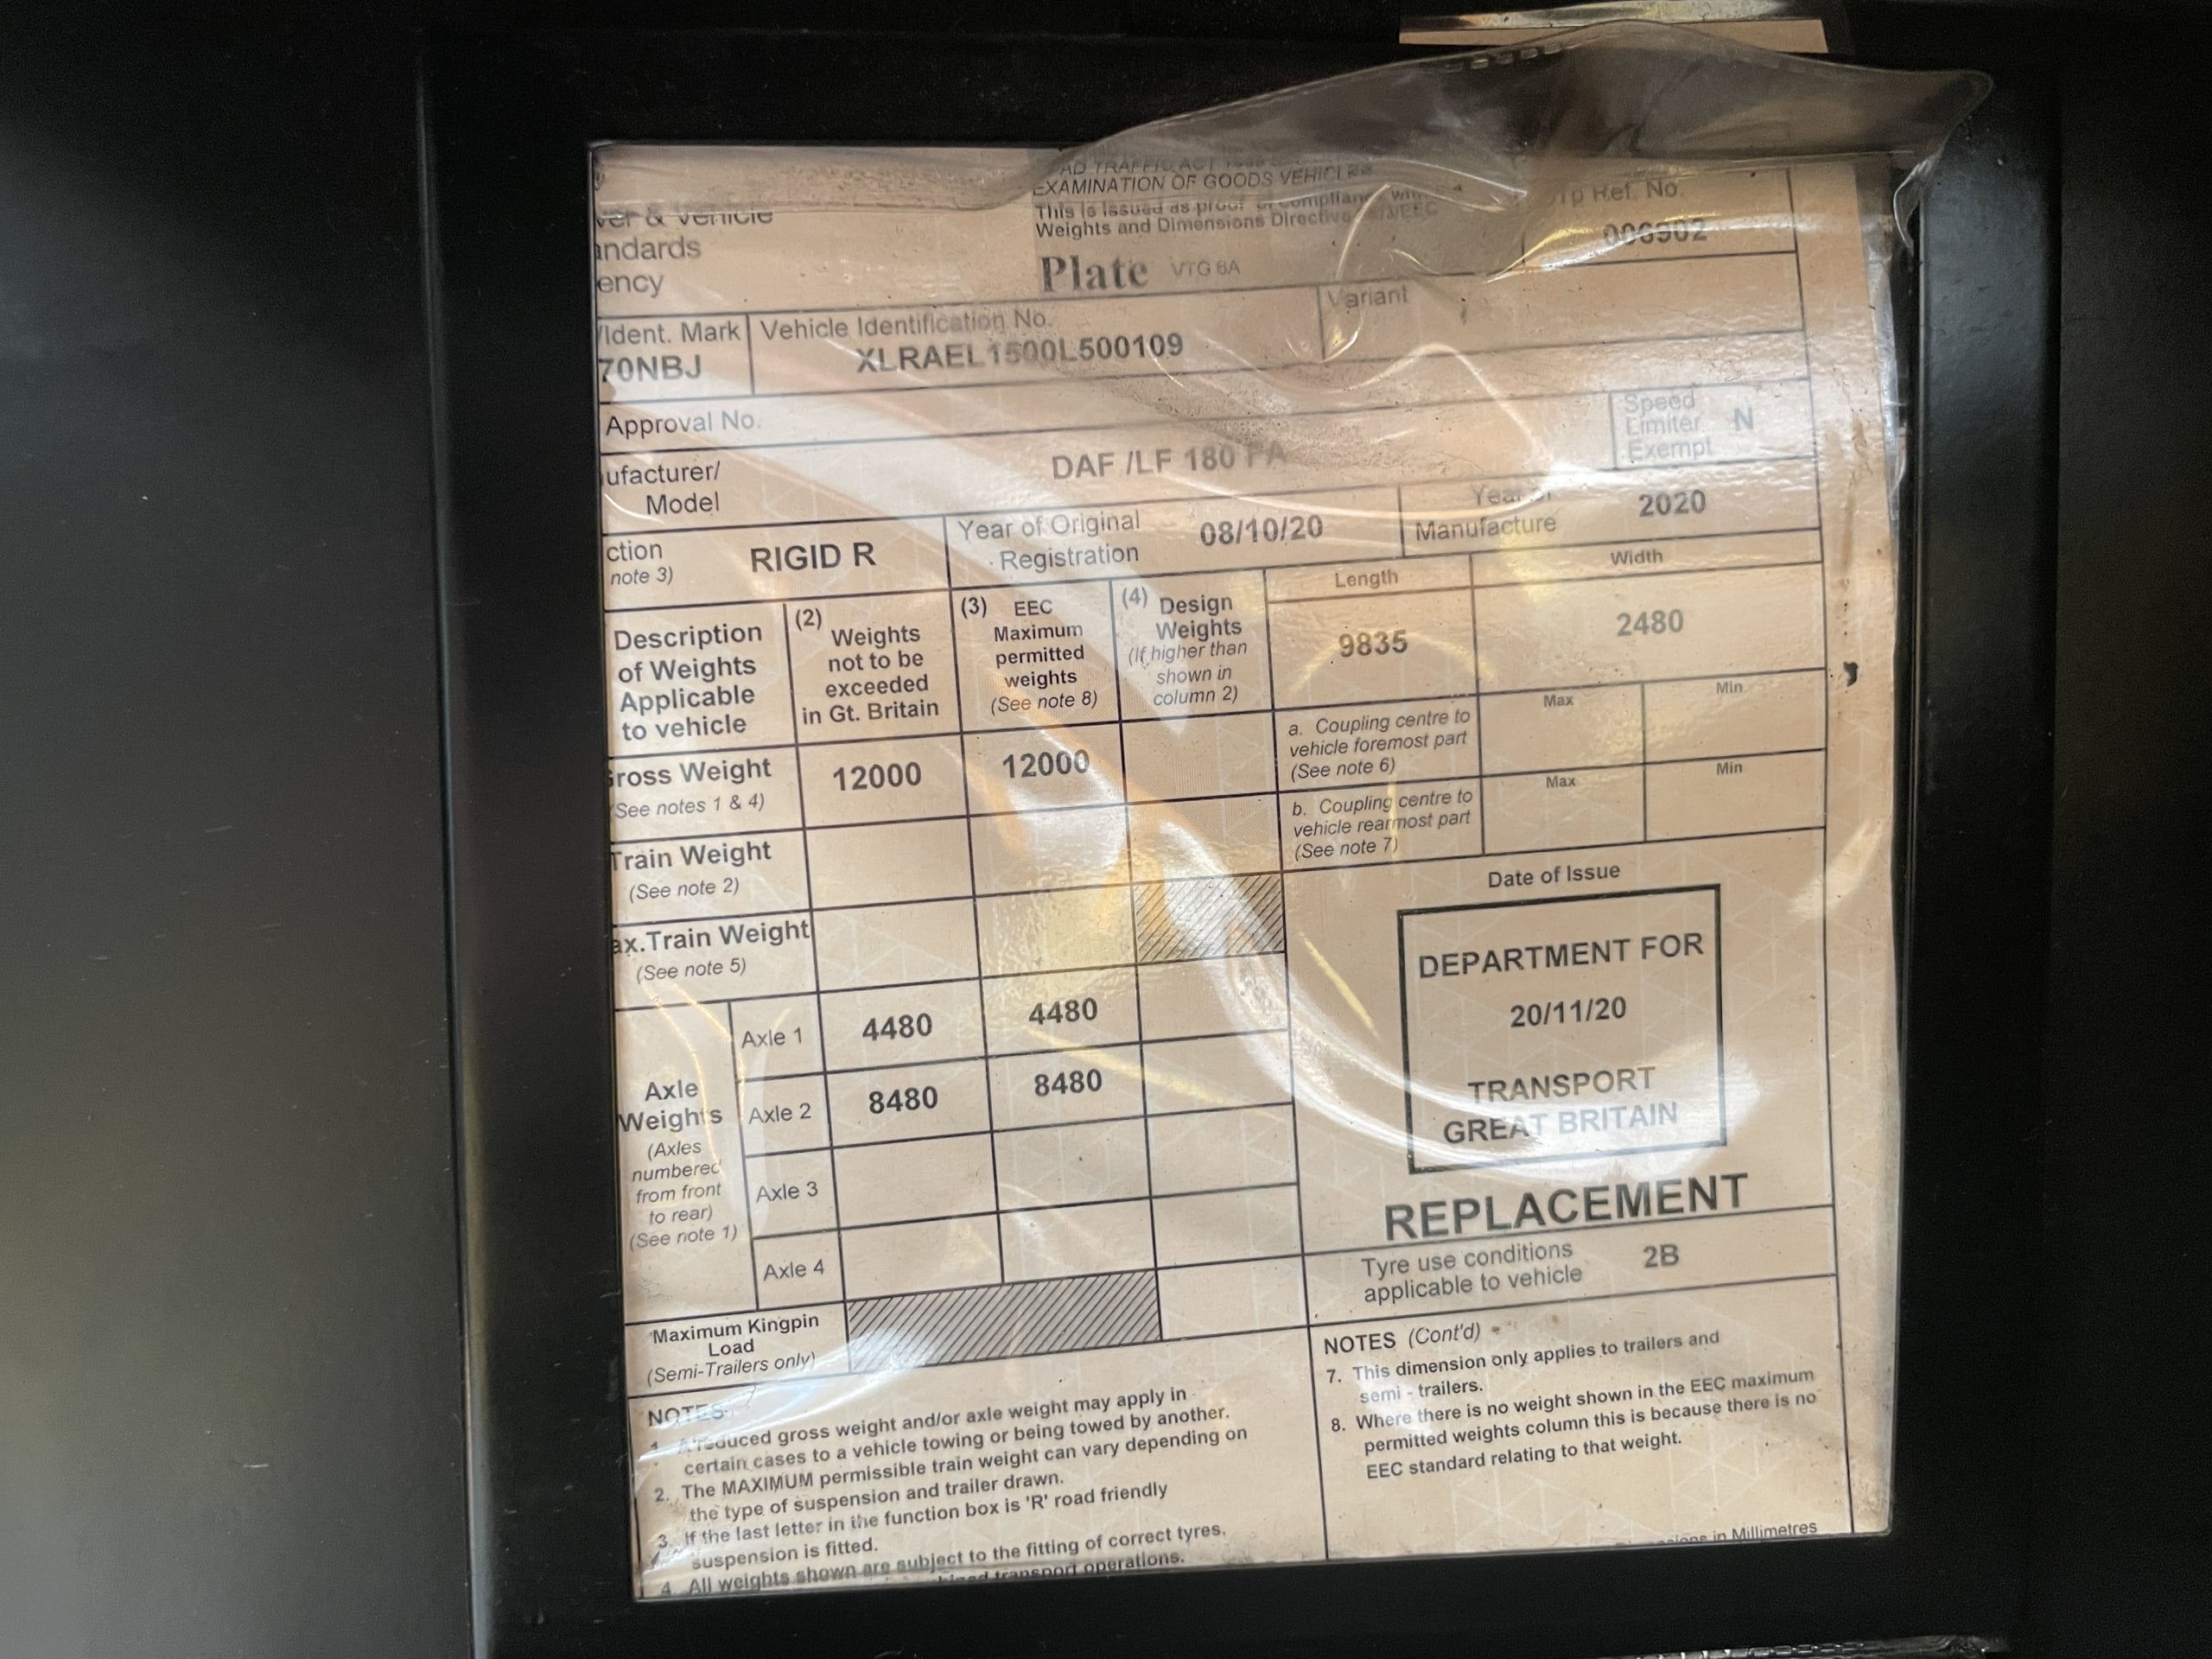 AD TRAFFIC ACT
EXAMINATION OF GOODS VEHICLES
This is issued as proof of compliance with
Weights and Dimensions Directive
Plate VTG 6A
ver & Vehicle
andards
ency
Ref. No.
006902
/Ident. Mark
70NBJ
Vehicle Identification No.
XLRAEL1500L500109
Variant
Approval No.
Speed
Limiter
Exempt
N
ufacturer/
Model
DAF /LF 180 FA
ction
note 3)
RIGID R
Year of Original
Registration
08/10/20
Year of
Manufacture
2020
Description
of Weights
Applicable
to vehicle
(2)
Weights
not to be
exceeded
in Gt. Britain
(3) EEC
Maximum
permitted
weights
(See note 8)
(4) Design
Weights
(If higher than
shown in
column 2)
Length
9835
Width
2480
a. Coupling centre to
vehicle foremost part
(See note 6)
Max
Min
b. Coupling centre to
vehicle rearmost part
(See note 7)
Max
Min
Gross Weight
(See notes 1 & 4)
12000
12000
Train Weight
(See note 2)
ax.Train Weight
(See note 5)
Axle
Weights
(Axles
numbered
from front
to rear)
(See note 1)
Axle 1
4480
4480
Axle 2
8480
8480
Axle 3
Axle 4
Maximum Kingpin
Load
(Semi-Trailers only)
Date of Issue
DEPARTMENT FOR
20/11/20
TRANSPORT
GREAT BRITAIN
REPLACEMENT
Tyre use conditions
applicable to vehicle
2B
NOTES
1. A reduced gross weight and/or axle weight may apply in
certain cases to a vehicle towing or being towed by another.
2. The MAXIMUM permissible train weight can vary depending on
the type of suspension and trailer drawn.
3. If the last letter in the function box is 'R' road friendly
suspension is fitted.
4. All weights shown are subject to the fitting of correct tyres.
transport operations.
NOTES (Cont'd)
7. This dimension only applies to trailers and
semi - trailers.
8. Where there is no weight shown in the EEC maximum
permitted weights column this is because there is no
EEC standard relating to that weight.
in Millimetres